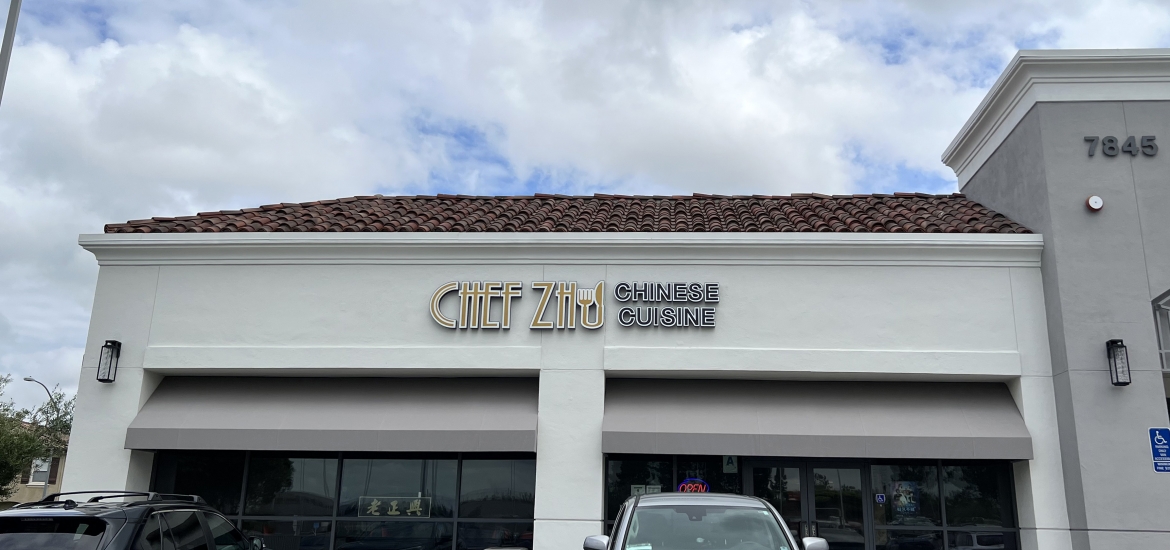 7845
CHEF ZHU CHINESE
CUISINE
老正興
OPEN
A